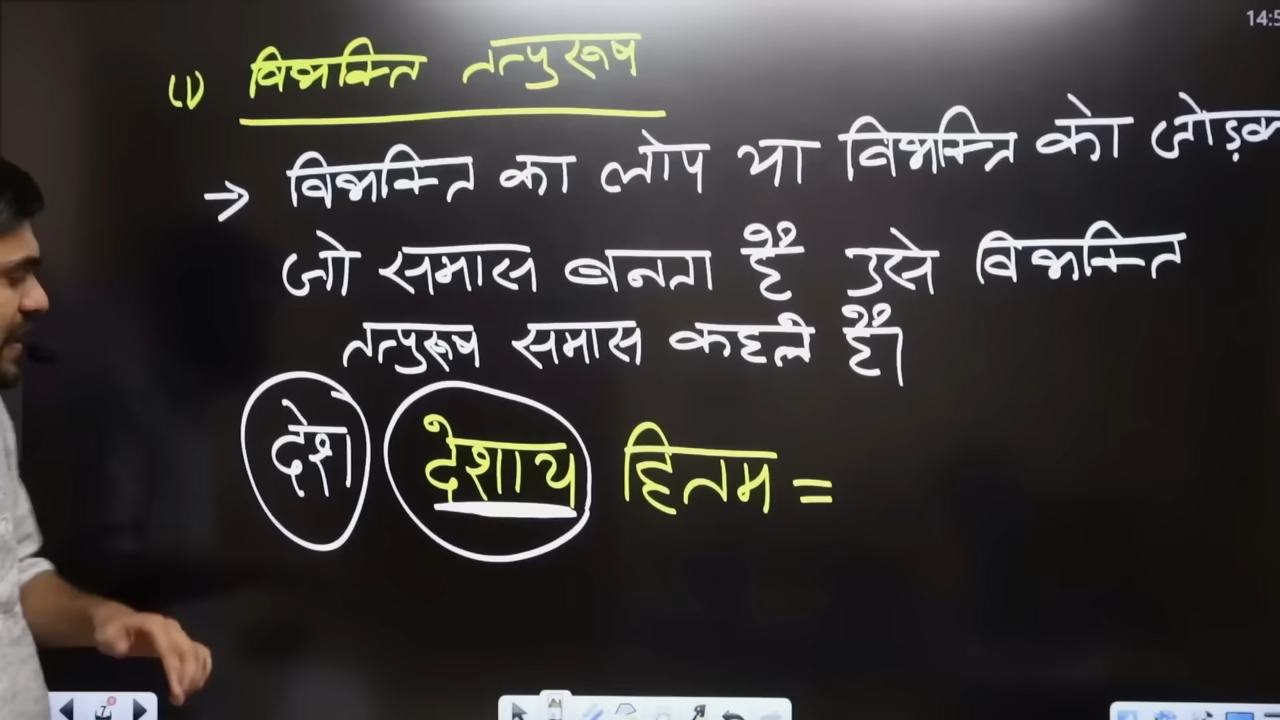 14:5
(1) विभक्ति तत्पुरूष
→ विभक्ति का लोप या विभक्ति को जोड़क
जो समास बनता हैं उसे विभक्ति
तत्पुरूष समास कहते हैं।
देश देशाय हितम =